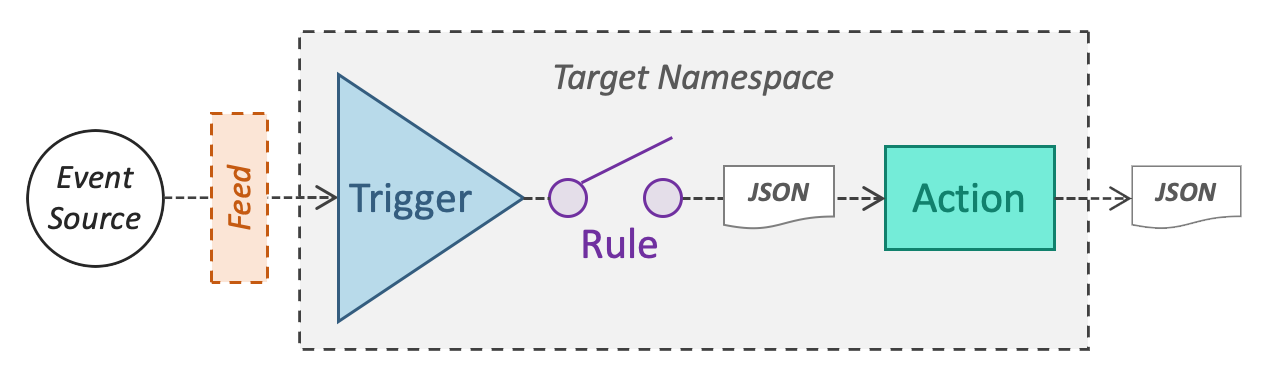 Target Namespace
Event
Source
Feed
Trigger
Rule
JSON
Action
JSON